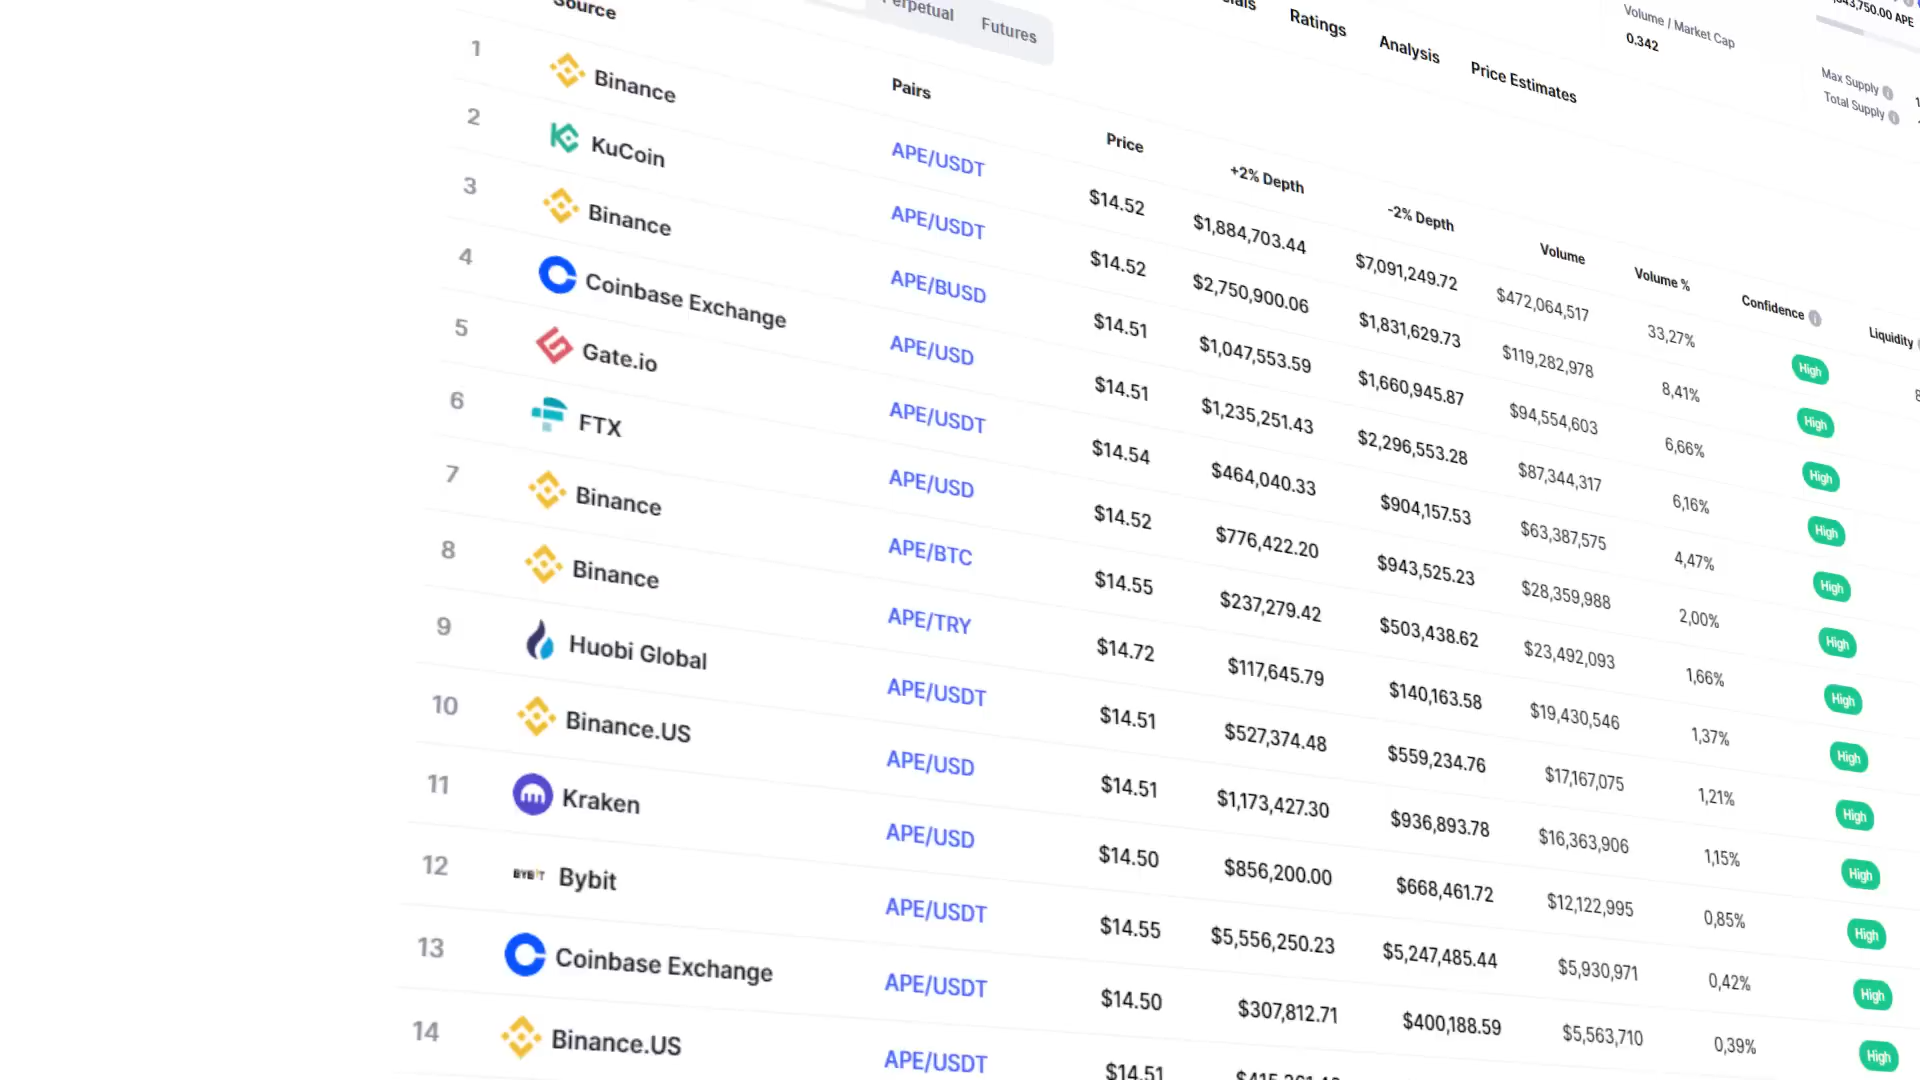 Perpetual Futures
Ratings Analysis Price Estimates
Volume / Market Cap
0.342
Max Supply
Total Supply
Source Pairs Price +2% Depth -2% Depth Volume Volume % Confidence Liquidity
1 Binance APE/USDT $14.52 $1,884,703.44 $7,091,249.72 $472,064,517 33,27% High
2 KuCoin APE/USDT $14.52 $2,750,900.06 $1,831,629.73 $119,282,978 8,41% High
3 Binance APE/BUSD $14.51 $1,047,553.59 $1,660,945.87 $94,554,603 6,66% High
4 Coinbase Exchange APE/USD $14.51 $1,235,251.43 $2,296,553.28 $87,344,317 6,16% High
5 Gate.io APE/USDT $14.54 $464,040.33 $904,157.53 $63,387,575 4,47% High
6 FTX APE/USD $14.52 $776,422.20 $943,525.23 $28,359,988 2,00% High
7 Binance APE/BTC $14.55 $237,279.42 $503,438.62 $23,492,093 1,66% High
8 Binance APE/TRY $14.72 $117,645.79 $140,163.58 $19,430,546 1,37% High
9 Huobi Global APE/USDT $14.51 $527,374.48 $559,234.76 $17,167,075 1,21% High
10 Binance.US APE/USD $14.51 $1,173,427.30 $936,893.78 $16,363,906 1,15% High
11 Kraken APE/USD $14.50 $856,200.00 $668,461.72 $12,122,995 0,85% High
12 BYBIT Bybit APE/USDT $14.55 $5,556,250.23 $5,247,485.44 $5,930,971 0,42% High
13 Coinbase Exchange APE/USDT $14.50 $307,812.71 $400,188.59 $5,563,710 0,39% High
14 Binance.US APE/USDT $14.51